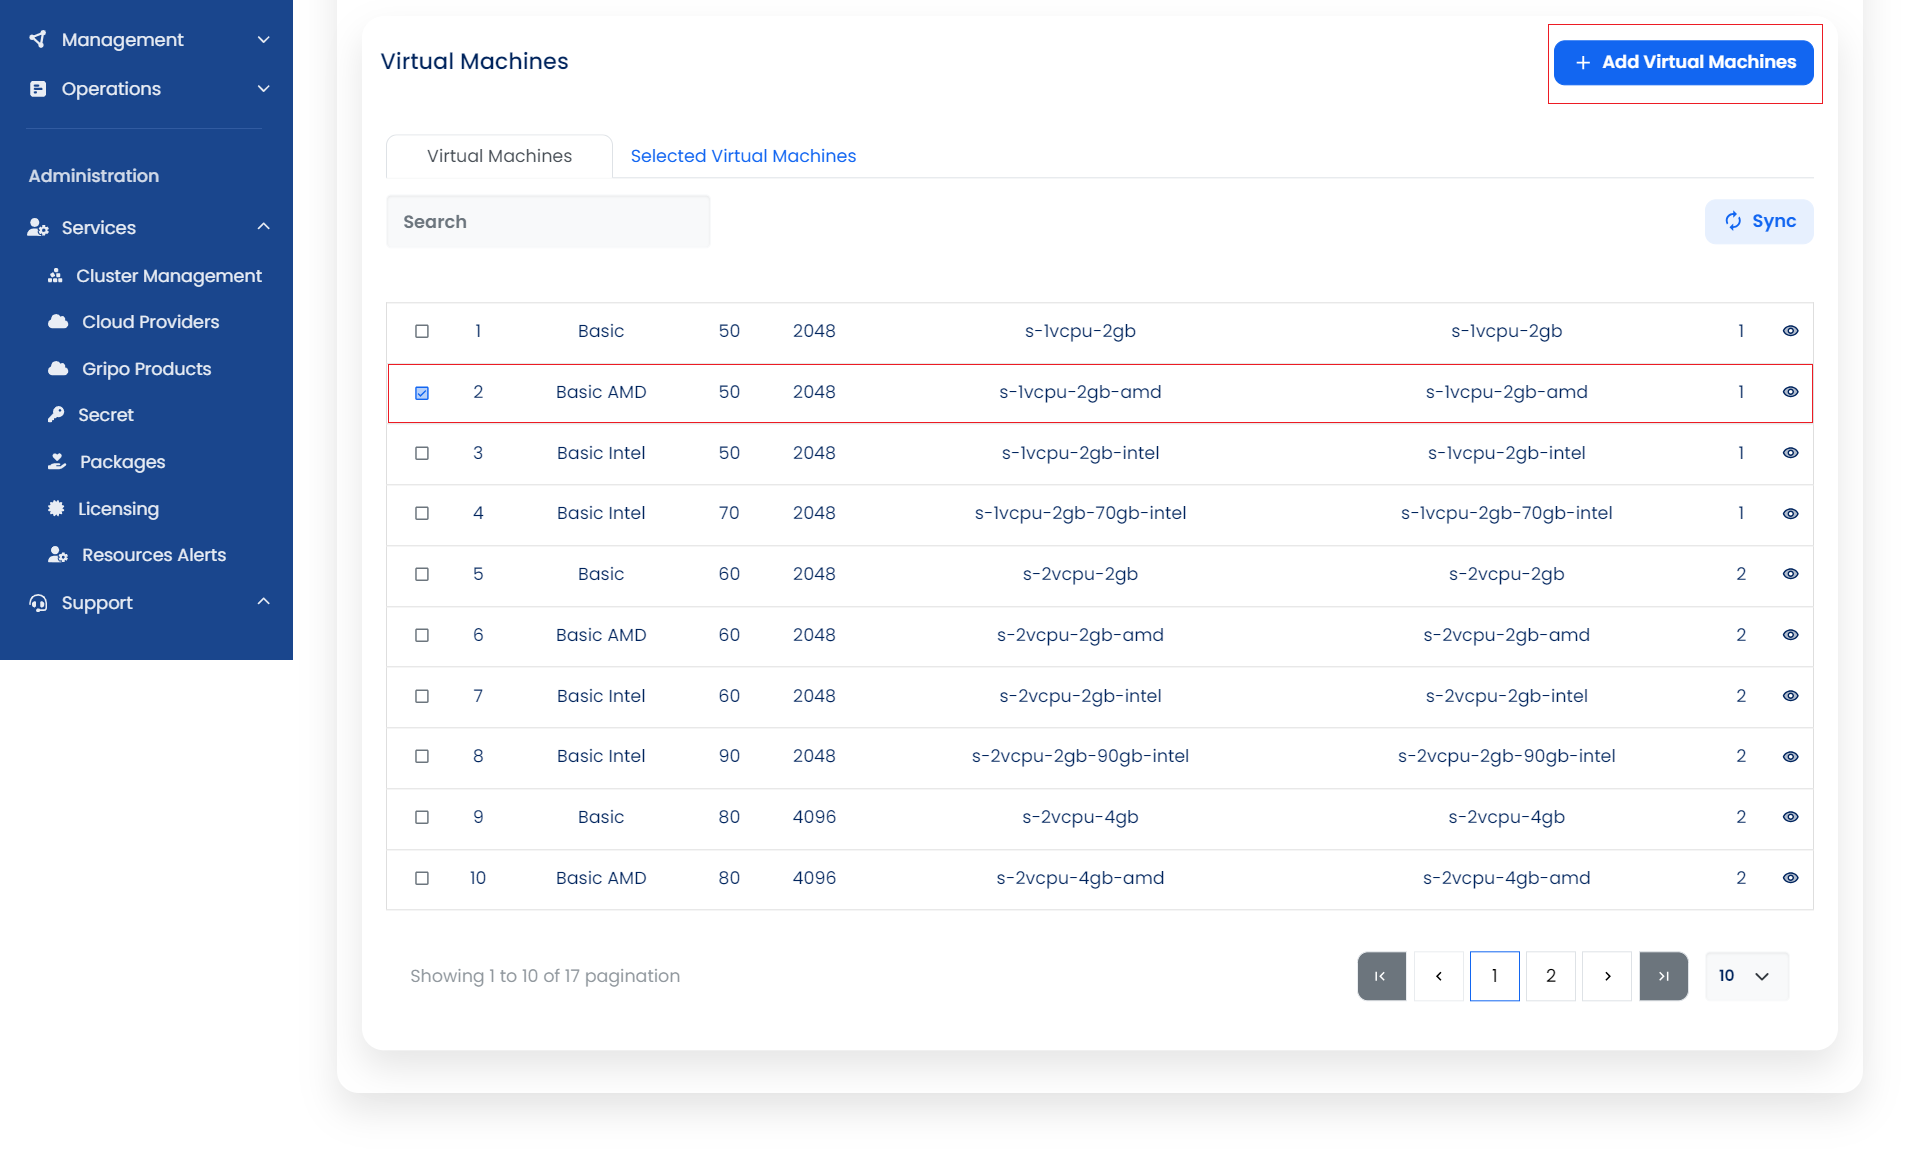 Management
Operations
Administration
Services
Cluster Management
Cloud Providers
Gripo Products
Secret
Packages
Licensing
Resources Alerts
Support
Virtual Machines
Add Virtual Machines
Virtual Machines Selected Virtual Machines
Search
Sync
1 Basic 50 2048 s-1vcpu-2gb s-1vcpu-2gb 1
2 Basic AMD 50 2048 s-1vcpu-2gb-amd s-1vcpu-2gb-amd 1
3 Basic Intel 50 2048 s-1vcpu-2gb-intel s-1vcpu-2gb-intel 1
4 Basic Intel 70 2048 s-1vcpu-2gb-70gb-intel s-1vcpu-2gb-70gb-intel 1
5 Basic 60 2048 s-2vcpu-2gb s-2vcpu-2gb 2
6 Basic AMD 60 2048 s-2vcpu-2gb-amd s-2vcpu-2gb-amd 2
7 Basic Intel 60 2048 s-2vcpu-2gb-intel s-2vcpu-2gb-intel 2
8 Basic Intel 90 2048 s-2vcpu-2gb-90gb-intel s-2vcpu-2gb-90gb-intel 2
9 Basic 80 4096 s-2vcpu-4gb s-2vcpu-4gb 2
10 Basic AMD 80 4096 s-2vcpu-4gb-amd s-2vcpu-4gb-amd 2
Showing 1 to 10 of 17 pagination
1 2 10